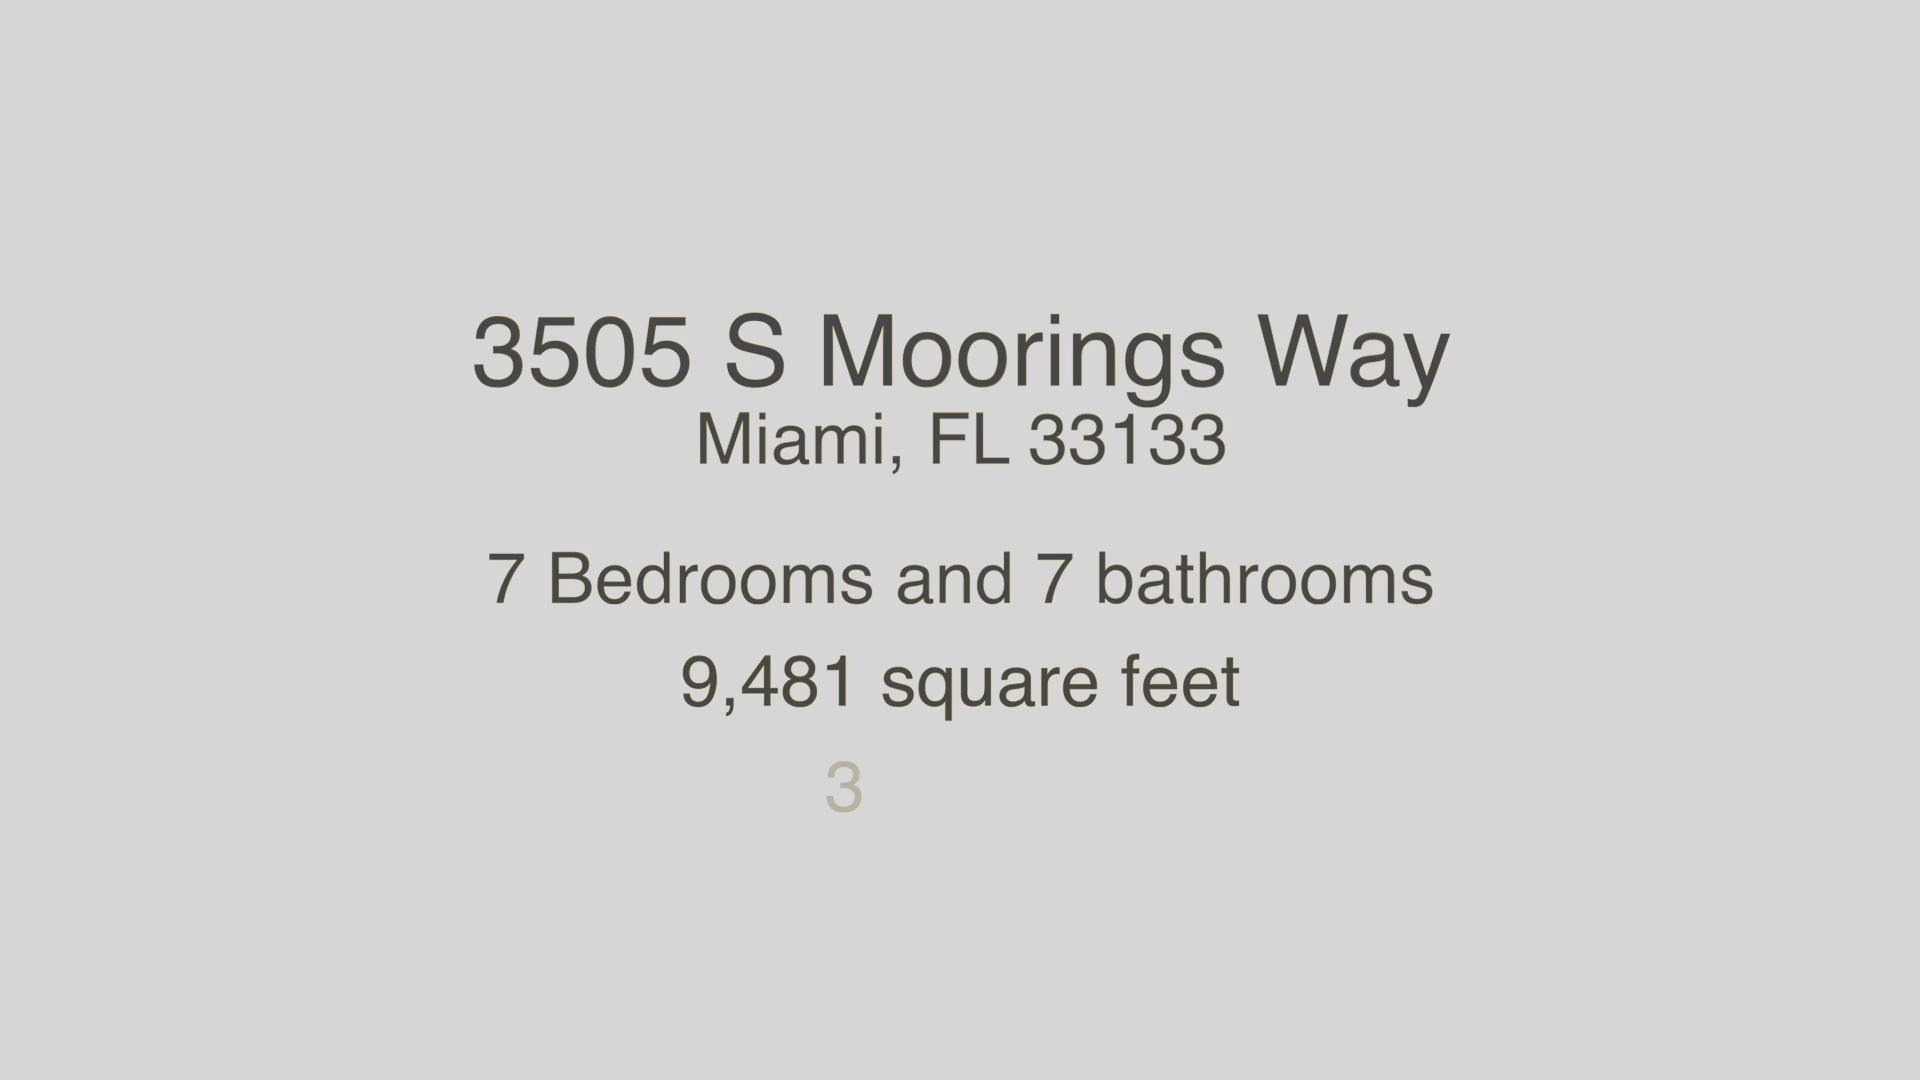 3505 S Moorings Way
Miami, FL 33133
7 Bedrooms and 7 bathrooms
9,481 square feet
3